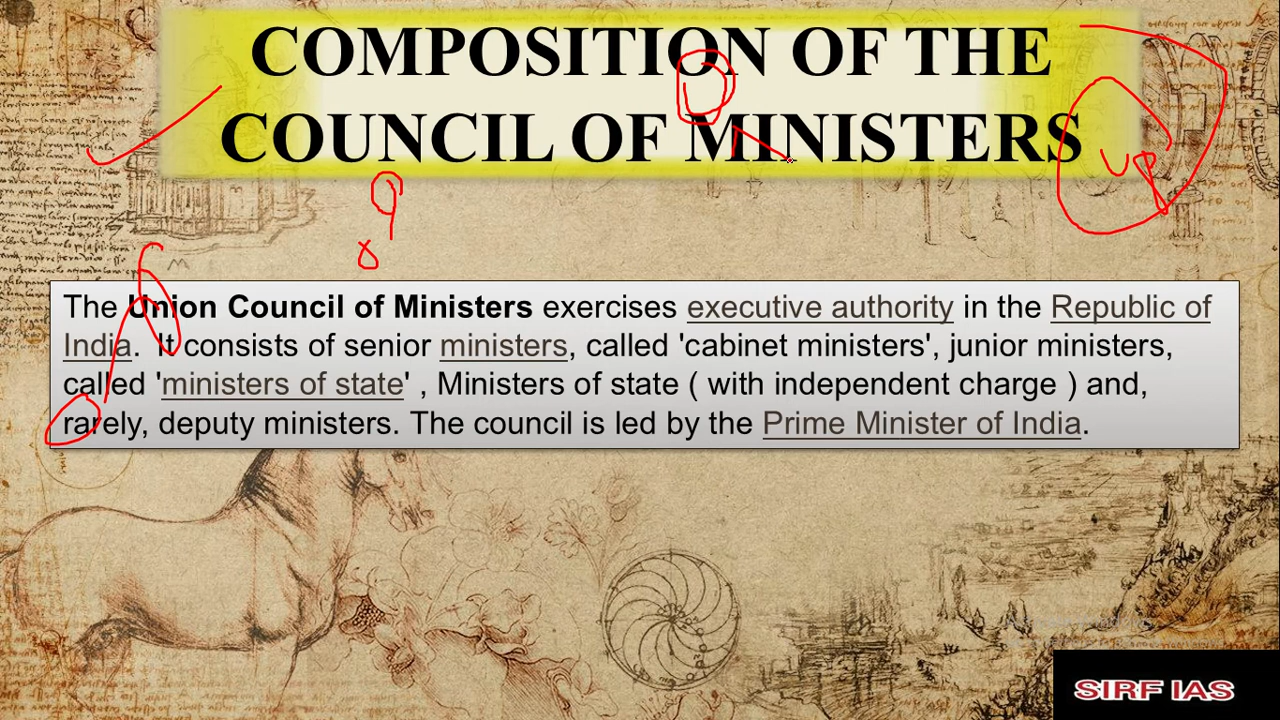 COMPOSITION OF THE
COUNCIL OF MINISTERS
up
The Union Council of Ministers exercises executive authority in the Republic of
India. It consists of senior ministers, called 'cabinet ministers', junior ministers,
called 'ministers of state' , Ministers of state ( with independent charge ) and,
rarely, deputy ministers. The council is led by the Prime Minister of India.
SIRF IAS